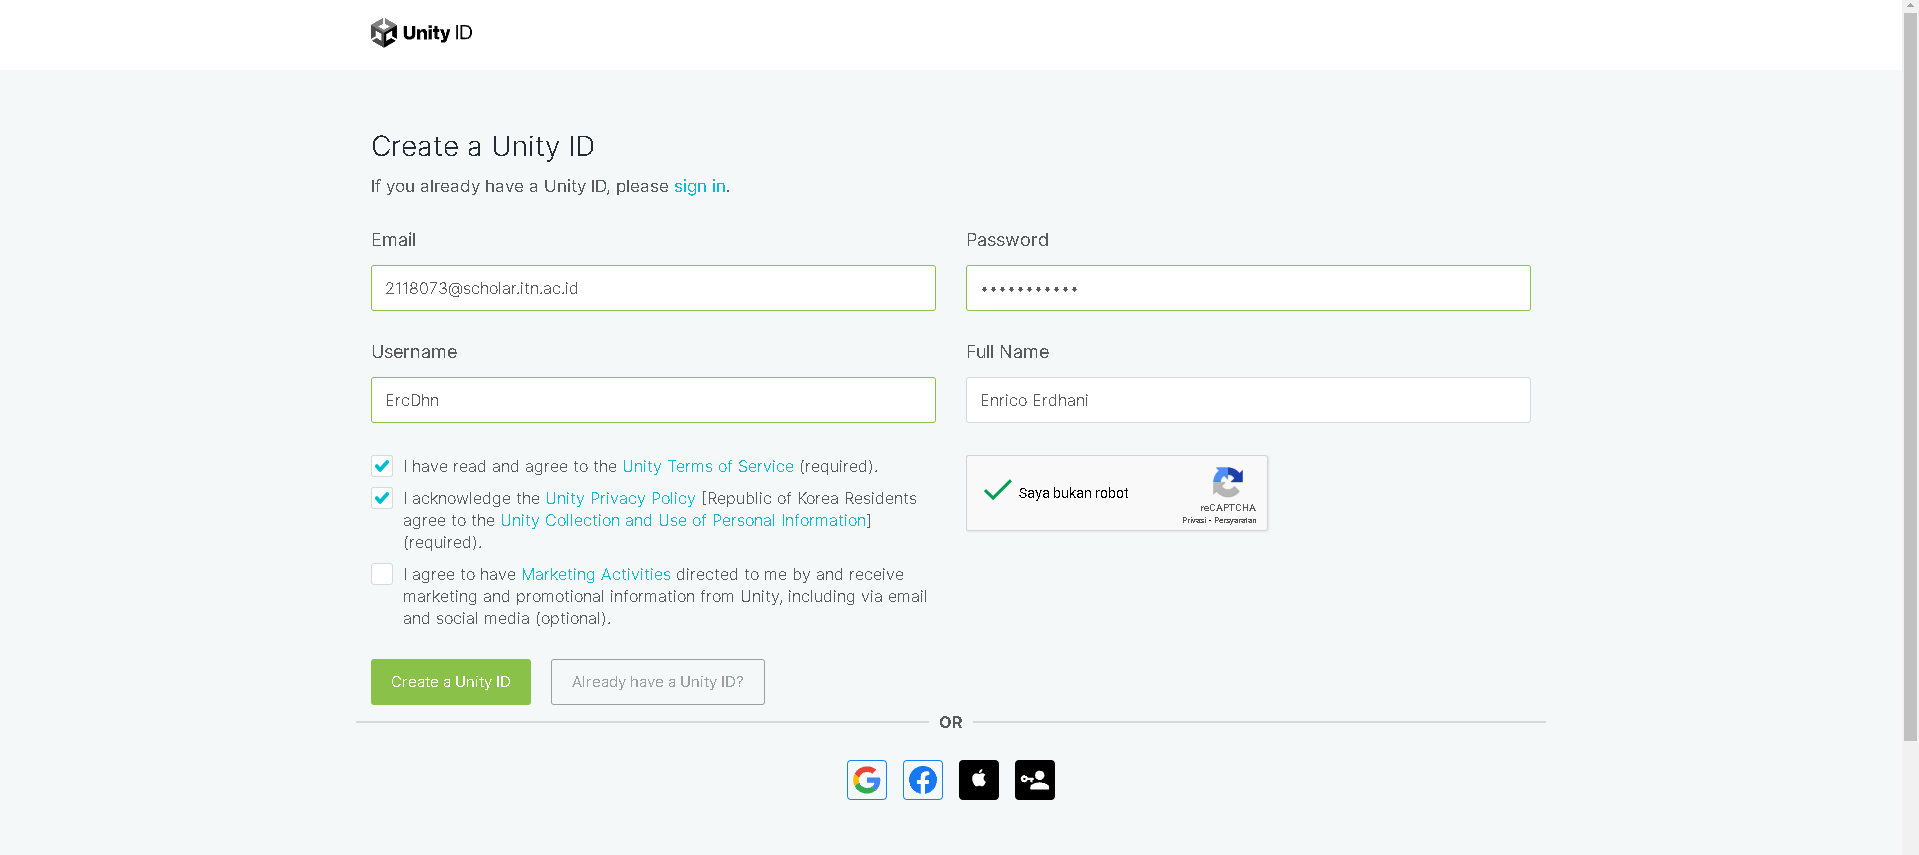 Unity ID
Create a Unity ID
If you already have a Unity ID, please sign in.
Email
Password
2118073@scholar.itn.ac.id
•••••••••••
Username
Full Name
ErcDhn
Enrico Erdhani
I have read and agree to the Unity Terms of Service (required).
I acknowledge the Unity Privacy Policy [Republic of Korea Residents
agree to the Unity Collection and Use of Personal Information]
(required).
I agree to have Marketing Activities directed to me by and receive
marketing and promotional information from Unity, including via email
and social media (optional).
Saya bukan robot
reCAPTCHA
Privasi - Persyaratan
Create a Unity ID
Already have a Unity ID?
OR